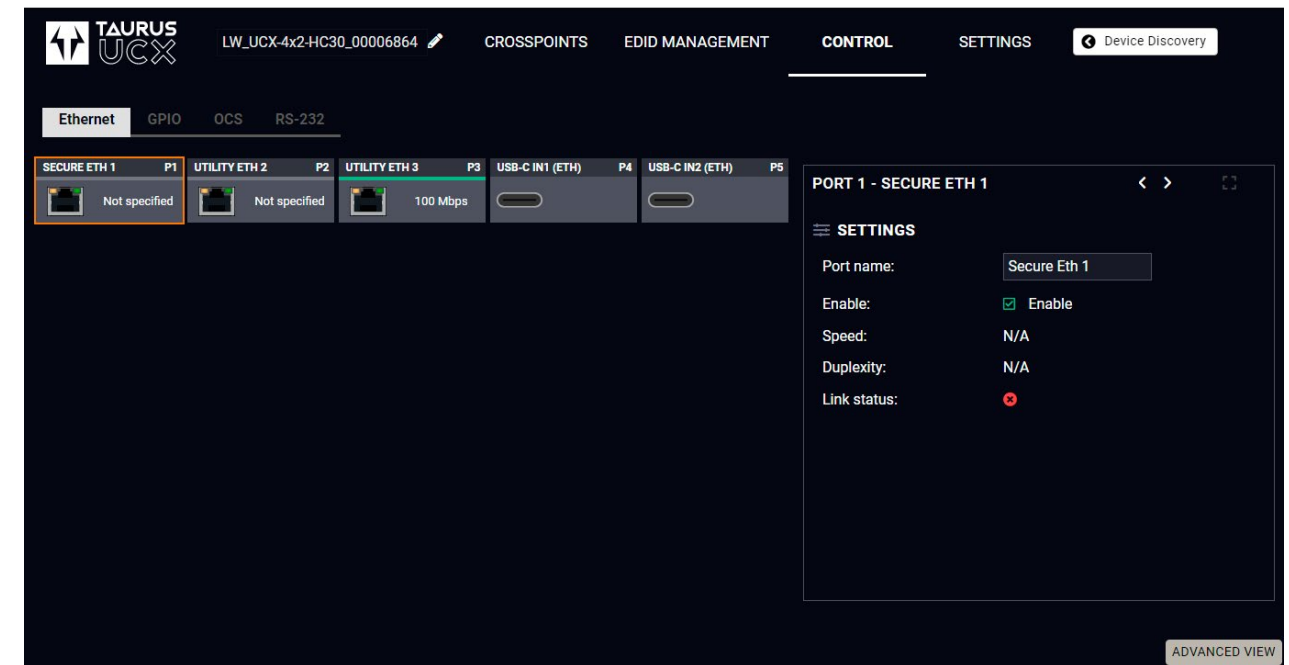 TAURUS
UCX
LW_UCX-4x2-HC30_00006864
CROSSPOINTS
EDID MANAGEMENT
CONTROL
SETTINGS
Device Discovery
Ethernet
GPIO
OCS
RS-232
SECURE ETH 1 P1
Not specified
UTILITY ETH 2 P2
Not specified
UTILITY ETH 3 P3
100 Mbps
USB-C IN1 (ETH) P4
USB-C IN2 (ETH) P5
PORT 1 - SECURE ETH 1
SETTINGS
Port name: Secure Eth 1
Enable: Enable
Speed: N/A
Duplexity: N/A
Link status:
ADVANCED VIEW